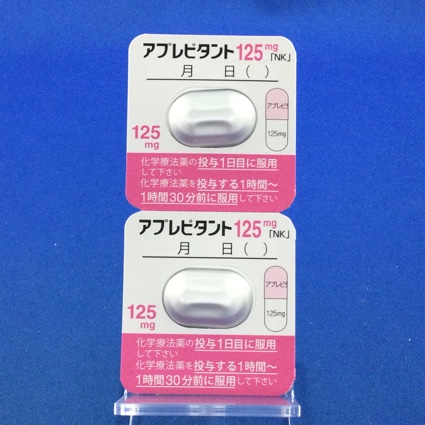 アプレピタント125mg「NK」
月 日( )
アプレピタ
125mg
125mg
化学療法薬の投与1日目に服用
して下さい
化学療法薬を投与する1時間～
1時間30分前に服用して下さい
アプレピタント125mg「NK」
月 日( )
アプレピタ
125mg
125mg
化学療法薬の投与1日目に服用
して下さい
化学療法薬を投与する1時間～
1時間30分前に服用して下さい